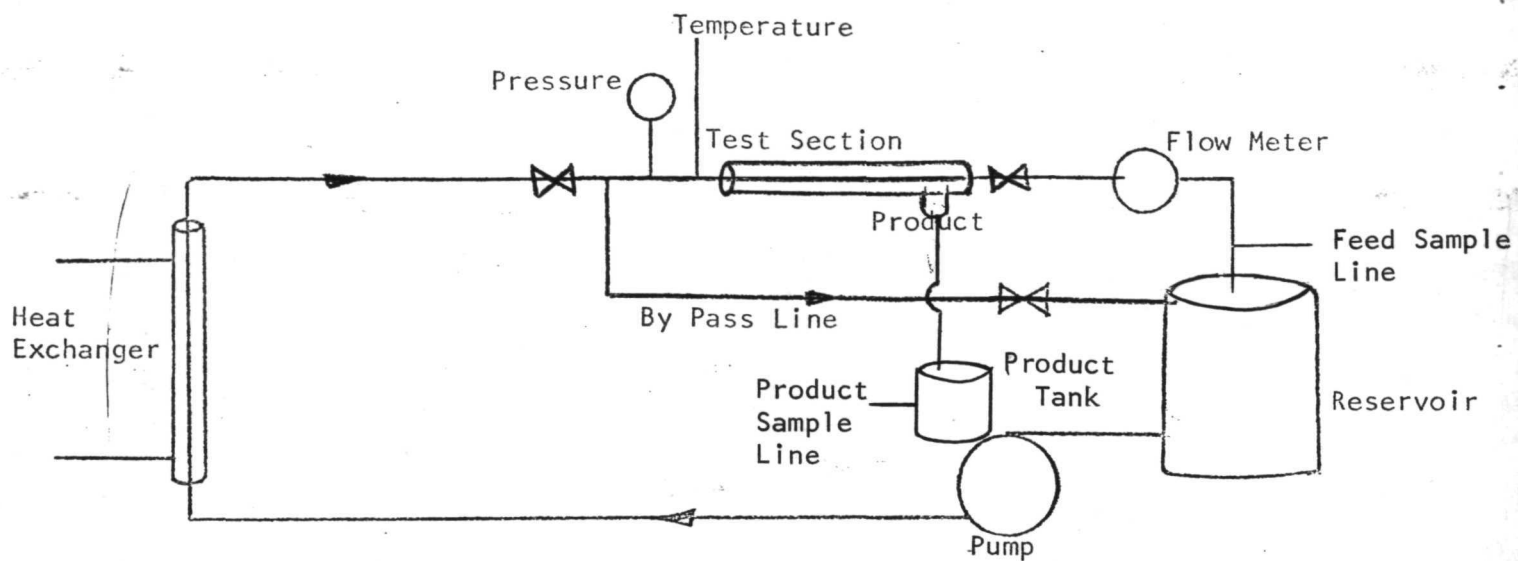 Temperature
Pressure
Test Section
Flow Meter
Product
Feed Sample
Line
By Pass Line
Heat
Exchanger
Product
Tank
Product
Sample
Line
Reservoir
Pump